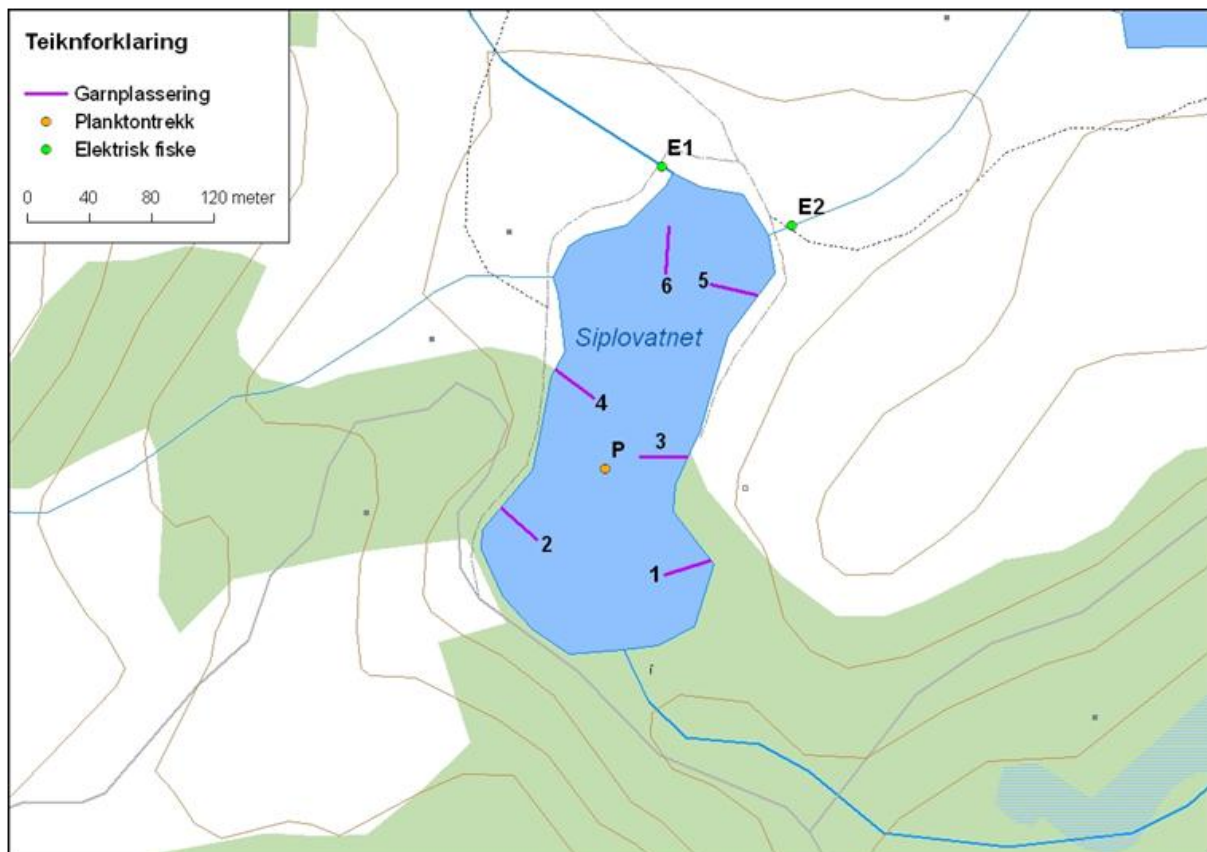 Teiknforklaring
Garnplassering
Planktontrekk
Elektrisk fiske
0 40 80 120 meter
E1
E2
6
5
Siplovatnet
4
3
P
2
1
i